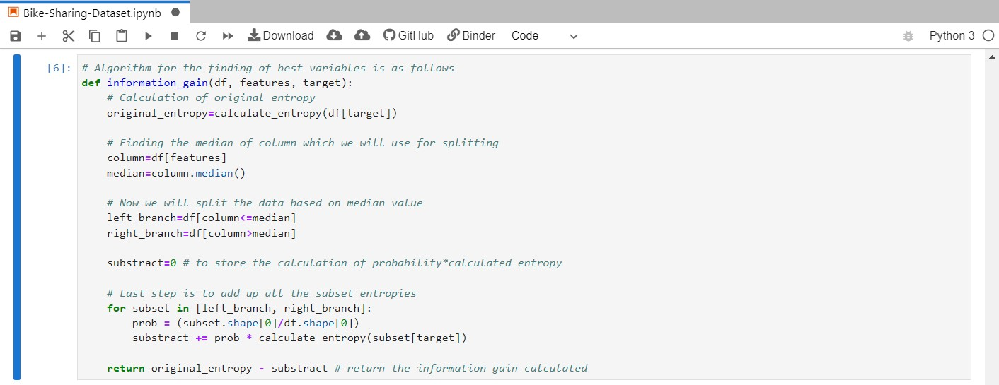 Bike-Sharing-Dataset.ipynb
Download GitHub Binder Code Python 3
[6]: # Algorithm for the finding of best variables is as follows
def information_gain(df, features, target):
    # Calculation of original entropy
    original_entropy=calculate_entropy(df[target])

    # Finding the median of column which we will use for splitting
    column=df[features]
    median=column.median()

    # Now we will split the data based on median value
    left_branch=df[column<=median]
    right_branch=df[column>median]

    substract=0 # to store the calculation of probability*calculated entropy

    # Last step is to add up all the subset entropies
    for subset in [left_branch, right_branch]:
        prob = (subset.shape[0]/df.shape[0])
        substract += prob * calculate_entropy(subset[target])

    return original_entropy - substract # return the information gain calculated